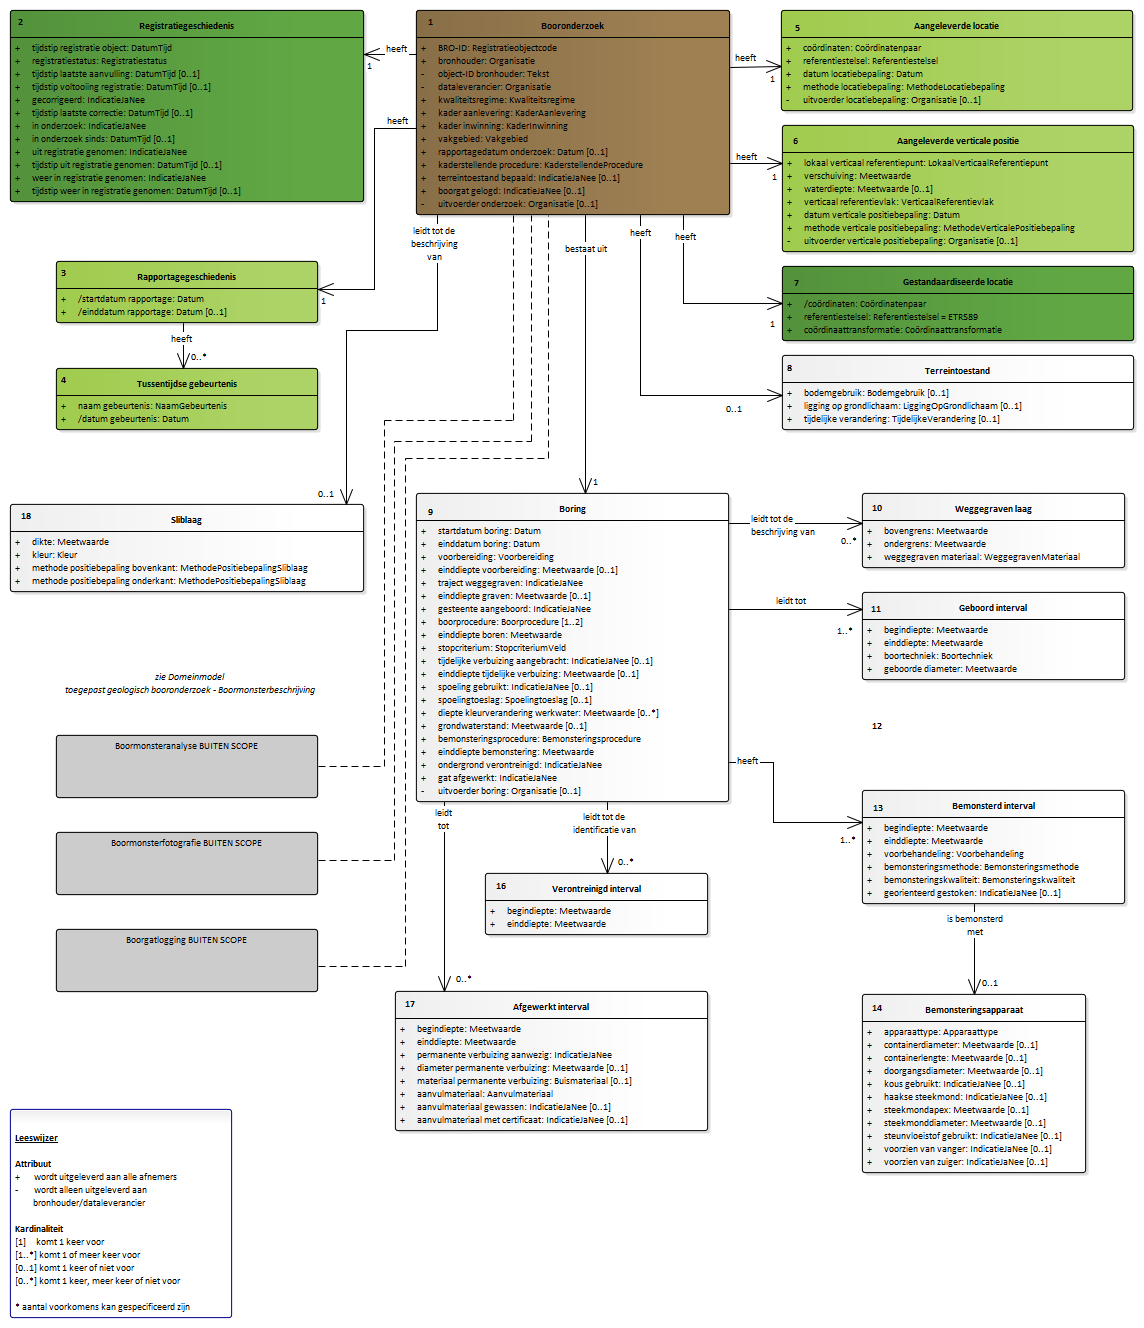 2 Registratiegeschiedenis
+ tijdstip registratie object: DatumTijd
+ registratiestatus: Registratiestatus
+ tijdstip laatste aanvulling: DatumTijd [0..1]
+ tijdstip voltooiing registratie: DatumTijd [0..1]
+ gecorrigeerd: IndicatieJaNee
+ tijdstip laatste correctie: DatumTijd [0..1]
+ in onderzoek: IndicatieJaNee
+ in onderzoek sinds: DatumTijd [0..1]
+ uit registratie genomen: IndicatieJaNee
+ tijdstip uit registratie genomen: DatumTijd [0..1]
+ weer in registratie genomen: IndicatieJaNee
+ tijdstip weer in registratie genomen: DatumTijd [0..1]
heeft
1
1 Booronderzoek
+ BRO-ID: Registratieobjectcode
+ bronhouder: Organisatie
- object-ID bronhouder: Tekst
- dataleverancier: Organisatie
+ kwaliteitsregime: Kwaliteitsregime
+ kader aanlevering: KaderAanlevering
+ kader inwinning: KaderInwinning
+ vakgebied: Vakgebied
+ rapportagedatum onderzoek: Datum [0..1]
+ kaderstellende procedure: KaderstellendeProcedure
+ terreintoestand bepaald: IndicatieJaNee [0..1]
+ boorgat gelogd: IndicatieJaNee [0..1]
- uitvoerder onderzoek: Organisatie [0..1]
heeft
1
5 Aangeleverde locatie
+ coördinaten: Coördinatenpaar
+ referentiestelsel: Referentiestelsel
+ datum locatiebepaling: Datum
+ methode locatiebepaling: MethodeLocatiebepaling
- uitvoerder locatiebepaling: Organisatie [0..1]
heeft
1
6 Aangeleverde verticale positie
+ lokaal verticaal referentiepunt: LokaalVerticaalReferentiepunt
+ verschuiving: Meetwaarde
+ waterdiepte: Meetwaarde [0..1]
+ verticaal referentievlak: VerticaalReferentievlak
+ datum verticale positiebepaling: Datum
+ methode verticale positiebepaling: MethodeVerticalePositiebepaling
- uitvoerder verticale positiebepaling: Organisatie [0..1]
heeft
1
3 Rapportagegeschiedenis
+ /startdatum rapportage: Datum
+ /einddatum rapportage: Datum [0..1]
heeft
0..*
4 Tussentijdse gebeurtenis
+ naam gebeurtenis: NaamGebeurtenis
+ /datum gebeurtenis: Datum
leidt tot de
beschrijving
van
0..1
bestaat uit
1
heeft
heeft
1
7 Gestandaardiseerde locatie
+ /coördinaten: Coördinatenpaar
+ referentiestelsel: Referentiestelsel = ETRS89
+ coördinaattransformatie: Coördinaattransformatie
0..1
8 Terreintoestand
+ bodemgebruik: Bodemgebruik [0..1]
+ ligging op grondlichaam: LiggingOpGrondlichaam [0..1]
+ tijdelijke verandering: TijdelijkeVerandering [0..1]
18 Sliblaag
+ dikte: Meetwaarde
+ kleur: Kleur
+ methode positiebepaling bovenkant: MethodePositiebepalingSliblaag
+ methode positiebepaling onderkant: MethodePositiebepalingSliblaag
9 Boring
+ startdatum boring: Datum
+ einddatum boring: Datum
+ voorbereiding: Voorbereiding
+ einddiepte voorbereiding: Meetwaarde [0..1]
+ traject weggegraven: IndicatieJaNee
+ einddiepte graven: Meetwaarde [0..1]
+ gesteente aangeboord: IndicatieJaNee
+ boorprocedure: Boorprocedure [1..2]
+ einddiepte boren: Meetwaarde
+ stopcriterium: StopcriteriumVeld
+ tijdelijke verbuizing aangebracht: IndicatieJaNee [0..1]
+ einddiepte tijdelijke verbuizing: Meetwaarde [0..1]
+ spoeling gebruikt: IndicatieJaNee [0..1]
+ spoelingtoeslag: Spoelingtoeslag [0..1]
+ diepte kleurverandering werkwater: Meetwaarde [0..*]
+ grondwaterstand: Meetwaarde [0..1]
+ bemonsteringsprocedure: Bemonsteringsprocedure
+ einddiepte bemonstering: Meetwaarde
+ ondergrond verontreinigd: IndicatieJaNee
+ gat afgewerkt: IndicatieJaNee
- uitvoerder boring: Organisatie [0..1]
leidt tot de
beschrijving van
0..*
10 Weggegraven laag
+ bovengrens: Meetwaarde
+ ondergrens: Meetwaarde
+ weggegraven materiaal: WeggegravenMateriaal
leidt tot
1..*
11 Geboord interval
+ begindiepte: Meetwaarde
+ einddiepte: Meetwaarde
+ boortechniek: Boortechniek
+ geboorde diameter: Meetwaarde
zie Domeinmodel
toegepast geologisch booronderzoek - Boormonsterbeschrijving
12
Boormonsteranalyse BUITEN SCOPE
Boormonsterfotografie BUITEN SCOPE
Boorgatlogging BUITEN SCOPE
heeft
1..*
13 Bemonsterd interval
+ begindiepte: Meetwaarde
+ einddiepte: Meetwaarde
+ voorbehandeling: Voorbehandeling
+ bemonsteringsmethode: Bemonsteringsmethode
+ bemonsteringskwaliteit: Bemonsteringskwaliteit
+ georienteerd gestoken: IndicatieJaNee [0..1]
leidt
tot
0..*
leidt tot de
identificatie van
0..*
16 Verontreinigd interval
+ begindiepte: Meetwaarde
+ einddiepte: Meetwaarde
is bemonsterd
met
0..1
17 Afgewerkt interval
+ begindiepte: Meetwaarde
+ einddiepte: Meetwaarde
+ permanente verbuizing aanwezig: IndicatieJaNee
+ diameter permanente verbuizing: Meetwaarde [0..1]
+ materiaal permanente verbuizing: Buismateriaal [0..1]
+ aanvulmateriaal: Aanvulmateriaal
+ aanvulmateriaal gewassen: IndicatieJaNee [0..1]
+ aanvulmateriaal met certificaat: IndicatieJaNee [0..1]
14 Bemonsteringsapparaat
+ apparaattype: Apparaattype
+ containerdiameter: Meetwaarde [0..1]
+ containerlengte: Meetwaarde [0..1]
+ doorgangsdiameter: Meetwaarde [0..1]
+ kous gebruikt: IndicatieJaNee [0..1]
+ haakse steekmond: IndicatieJaNee [0..1]
+ steekmondapex: Meetwaarde [0..1]
+ steekmonddiameter: Meetwaarde [0..1]
+ steunvloeistof gebruikt: IndicatieJaNee [0..1]
+ voorzien van vanger: IndicatieJaNee [0..1]
+ voorzien van zuiger: IndicatieJaNee [0..1]
Leeswijzer
Attribuut
+ wordt uitgeleverd aan alle afnemers
- wordt alleen uitgeleverd aan
bronhouder/dataleverancier
Kardinaliteit
[1] komt 1 keer voor
[1..*] komt 1 of meer keer voor
[0..1] komt 1 keer of niet voor
[0..*] komt 1 keer, meer keer of niet voor
* aantal voorkomens kan gespecificeerd zijn